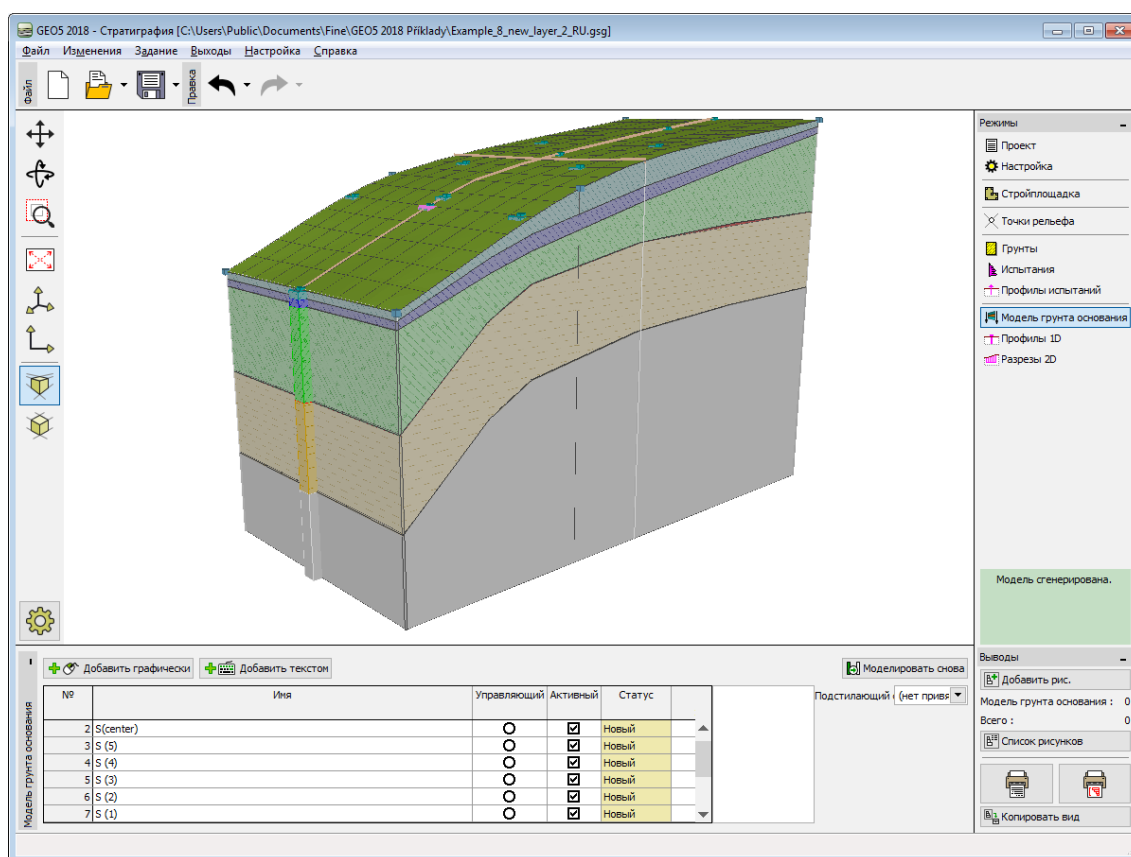 GEO5 2018 - Стратиграфия [C:\Users\Public\Documents\Fine\GEO5 2018 Příklady\Example_8_new_layer_2_RU.gsg]
Файл Изменения Задание Выходы Настройка Справка
Файл
Правка
Режимы
Проект
Настройка
Стройплощадка
Точки рельефа
Грунты
Испытания
Профилы испытаний
Модель грунта основания
Профилы 1D
Разрезы 2D
Модель сгенерирована.
Модель грунта основания
Добавить графически Добавить текстом Моделировать снова
№ Имя Управляющий Активный Статус
2 S(center) Новый
3 S (5) Новый
4 S (4) Новый
5 S (3) Новый
6 S (2) Новый
7 S (1) Новый
Подстилающий (нет привя
Выводы
Добавить рис.
Модель грунта основания : 0
Всего : 0
Список рисунков
Копировать вид